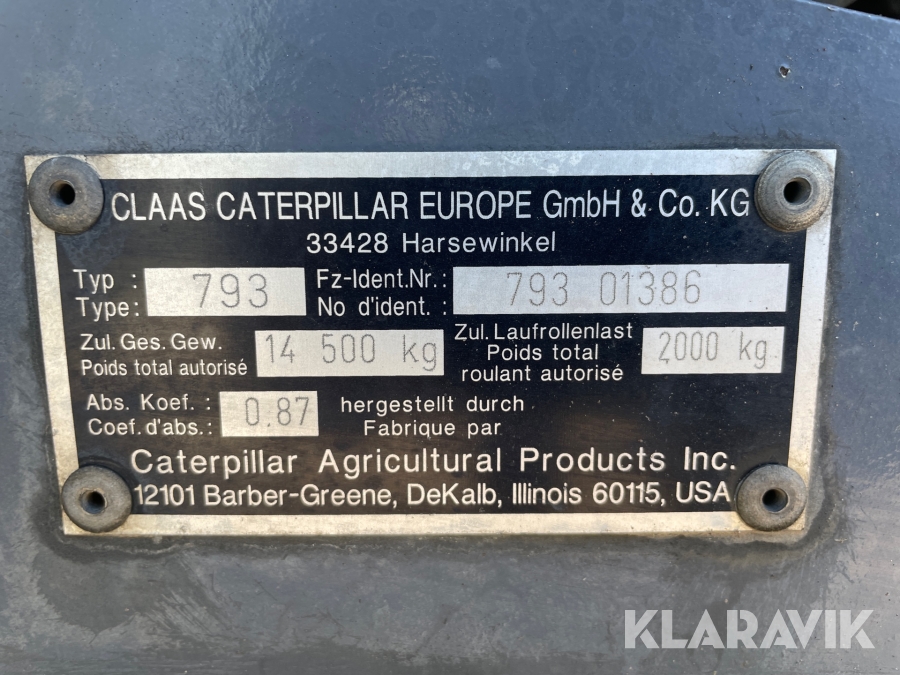 CLAAS CATERPILLAR EUROPE GmbH & Co. KG
33428 Harsewinkel
Typ : 793 Fz-Ident.Nr.: 793 01386
Type: No d'ident. :
Zul. Ges. Gew. 14 500 kg Zul. Laufrollenlast 2000 kg
Poids total autorisé Poids total
roulant autorisé
Abs. Koef. : 0.87 hergestellt durch
Coef. d'abs.: Fabrique par
Caterpillar Agricultural Products Inc.
12101 Barber-Greene, DeKalb, Illinois 60115, USA
KLARAVIK